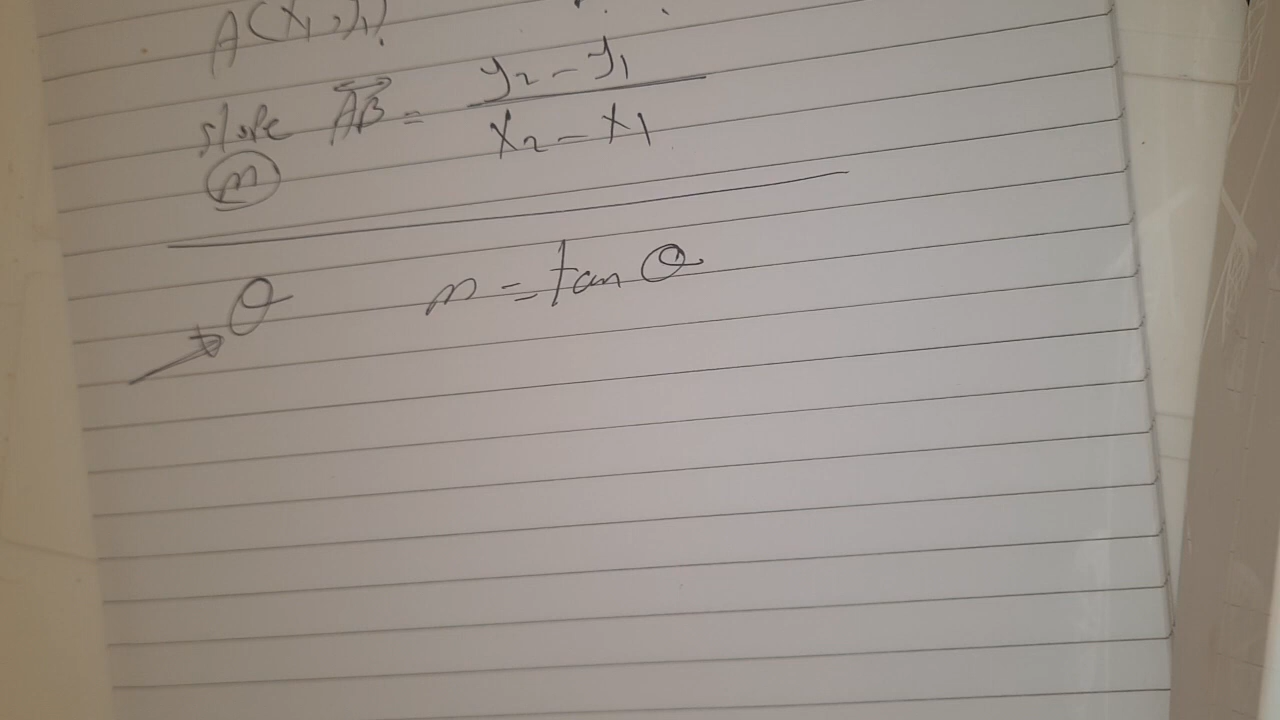 A(x₁, y₁)
slope AB = y₂ - y₁ / x₂ - x₁
m
θ m = tan θ